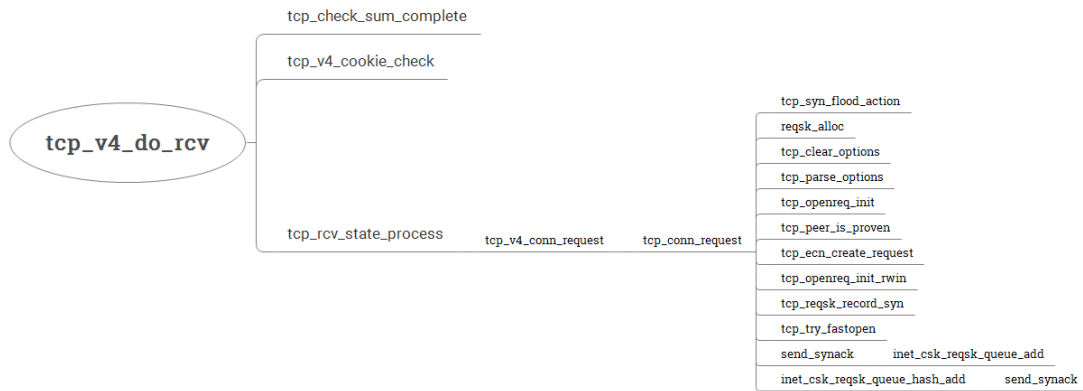 tcp_v4_do_rcv
tcp_check_sum_complete
tcp_v4_cookie_check
tcp_rcv_state_process
tcp_v4_conn_request
tcp_conn_request
tcp_syn_flood_action
reqsk_alloc
tcp_clear_options
tcp_parse_options
tcp_openreq_init
tcp_peer_is_proven
tcp_ecn_create_request
tcp_openreq_init_rwin
tcp_reqsk_record_syn
tcp_try_fastopen
send_synack inet_csk_reqsk_queue_add
inet_csk_reqsk_queue_hash_add send_synack